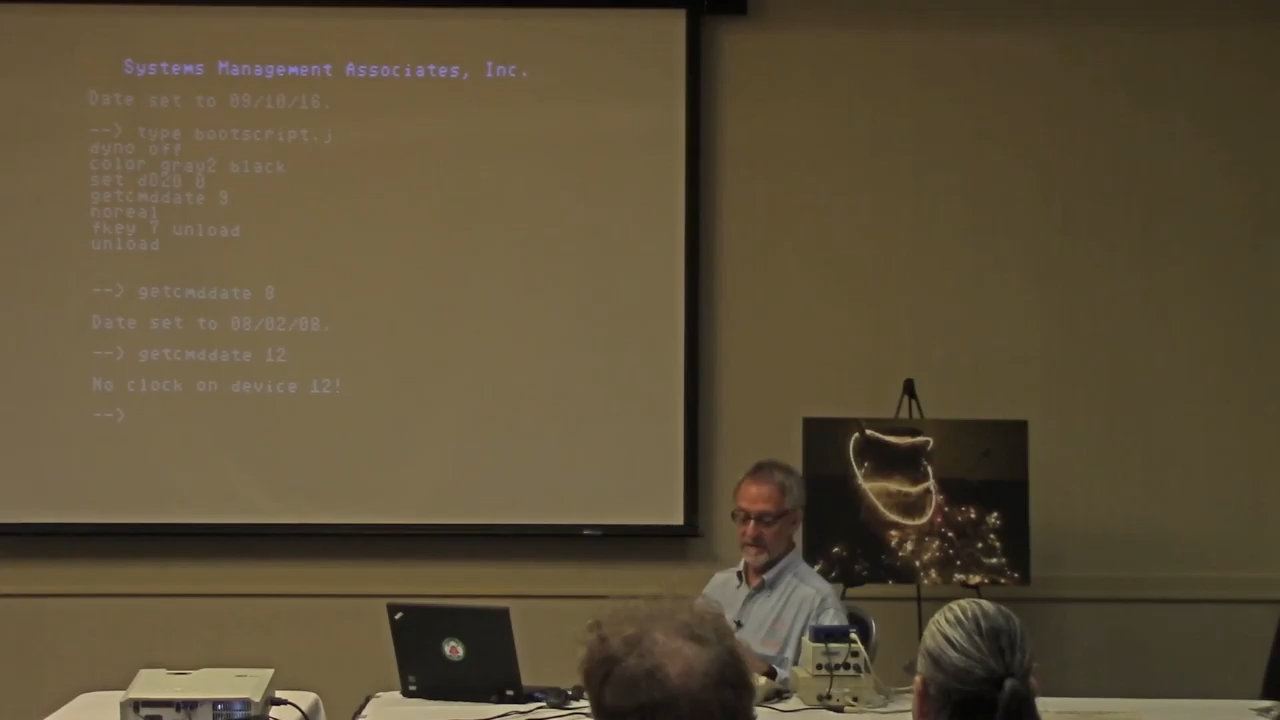 Systems Management Associates, Inc.
Date set to 09/10/16.
--> type bootscript.j
dyno off
color gray2 black
set d020 0
getcmddate 9
noreal
fkey 7 unload
unload
--> getcmddate 8
Date set to 08/02/08.
--> getcmddate 12
No clock on device 12!
-->